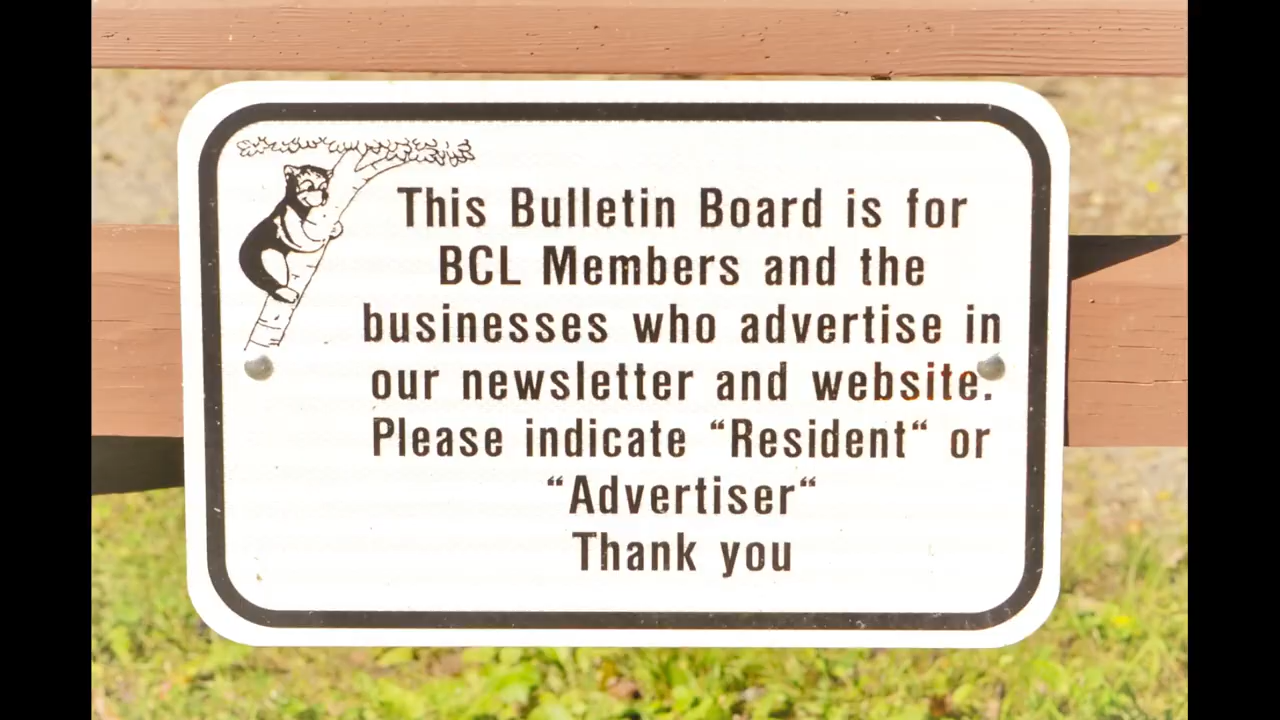 This Bulletin Board is for
BCL Members and the
businesses who advertise in
our newsletter and website.
Please indicate “Resident“ or
“Advertiser“
Thank you